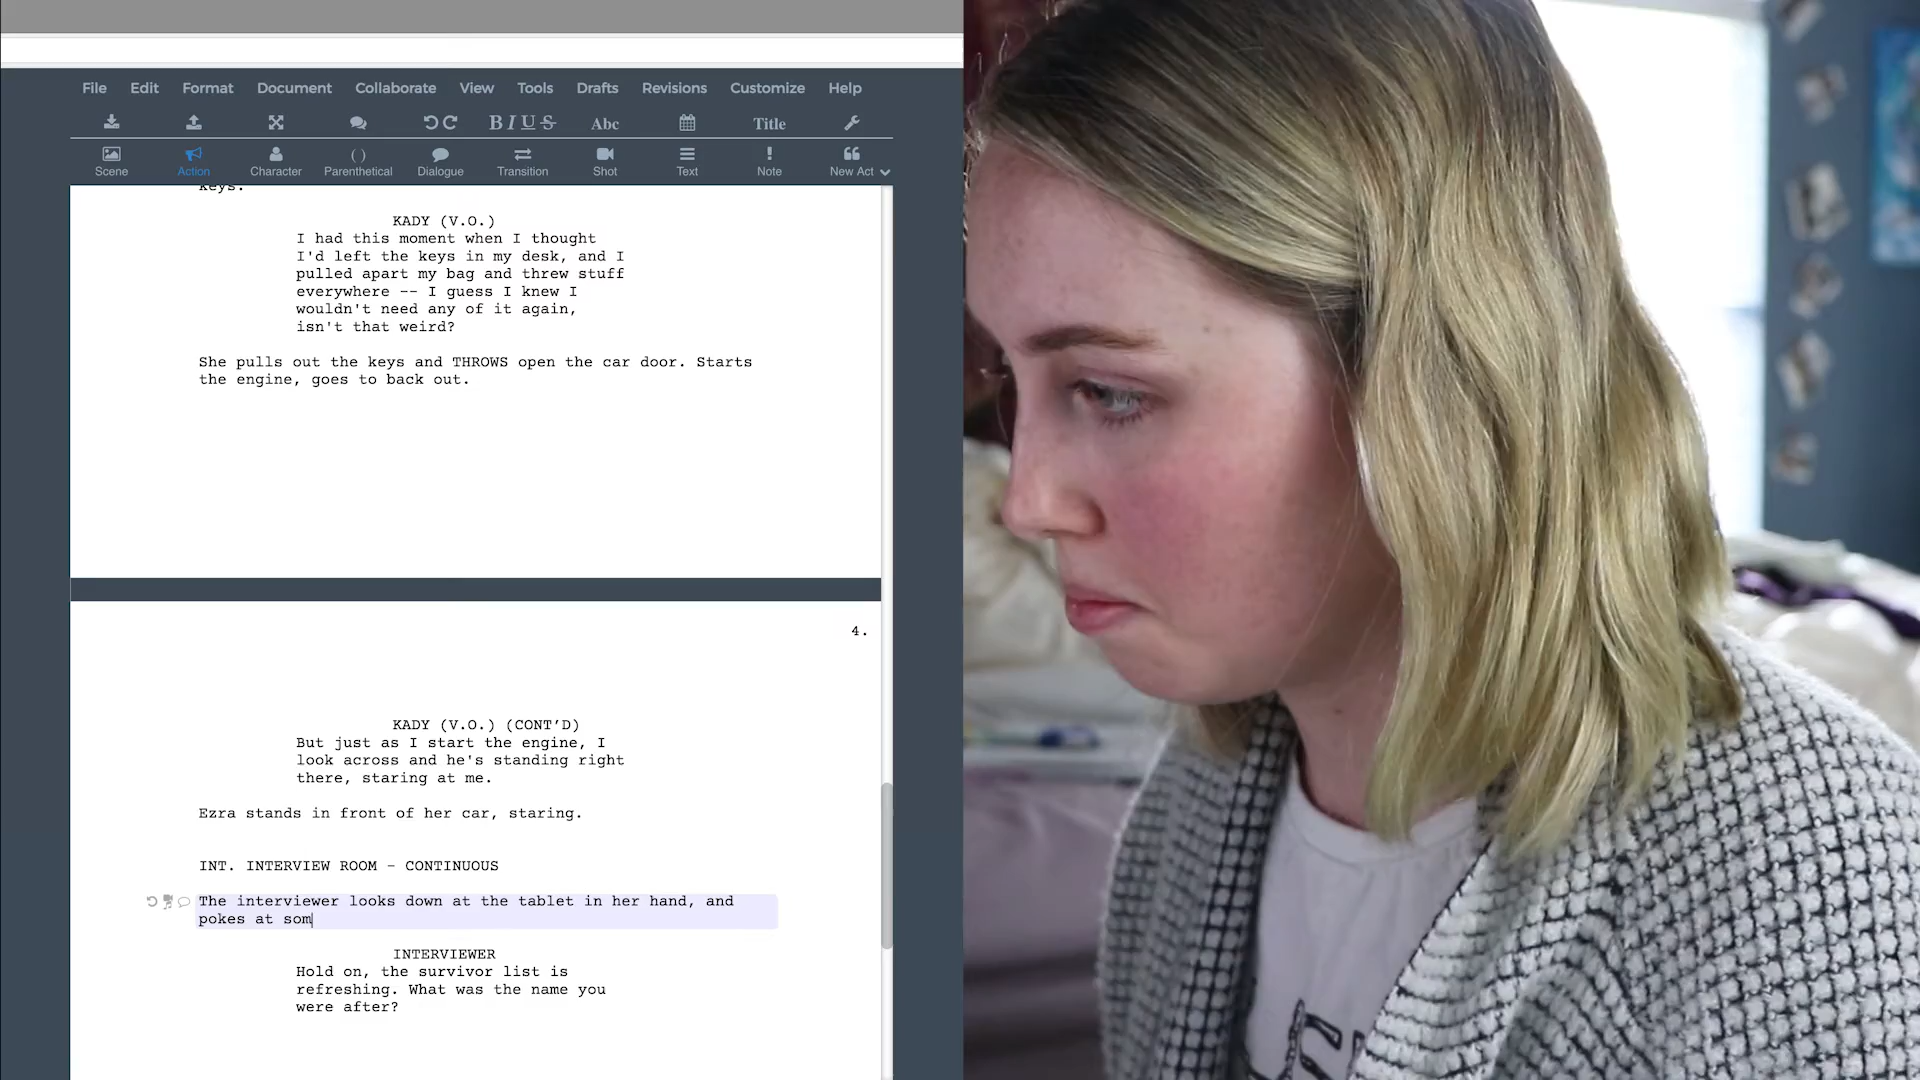 File Edit Format Document Collaborate View Tools Drafts Revisions Customize Help
B I U S Abc Title
Scene Action Character ( ) Parenthetical Dialogue Transition Shot Text Note New Act
keys.
KADY (V.O.)
I had this moment when I thought
I'd left the keys in my desk, and I
pulled apart my bag and threw stuff
everywhere -- I guess I knew I
wouldn't need any of it again,
isn't that weird?
She pulls out the keys and THROWS open the car door. Starts
the engine, goes to back out.
4.
KADY (V.O.) (CONT'D)
But just as I start the engine, I
look across and he's standing right
there, staring at me.
Ezra stands in front of her car, staring.
INT. INTERVIEW ROOM - CONTINUOUS
The interviewer looks down at the tablet in her hand, and
pokes at som
INTERVIEWER
Hold on, the survivor list is
refreshing. What was the name you
were after?